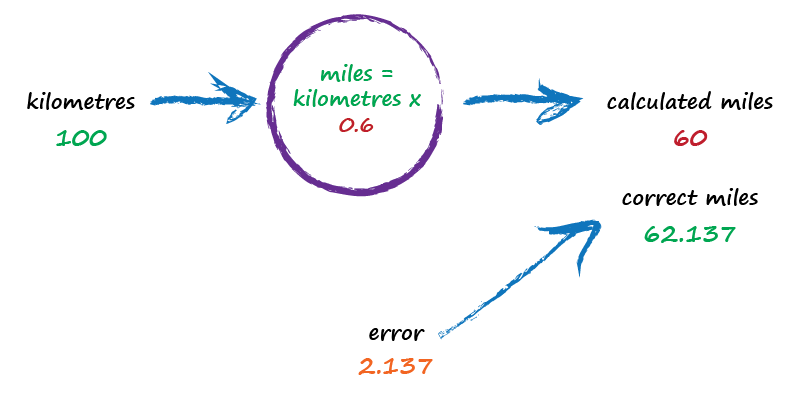 kilometres
100
miles =
kilometres x
0.6
calculated miles
60
correct miles
62.137
error
2.137